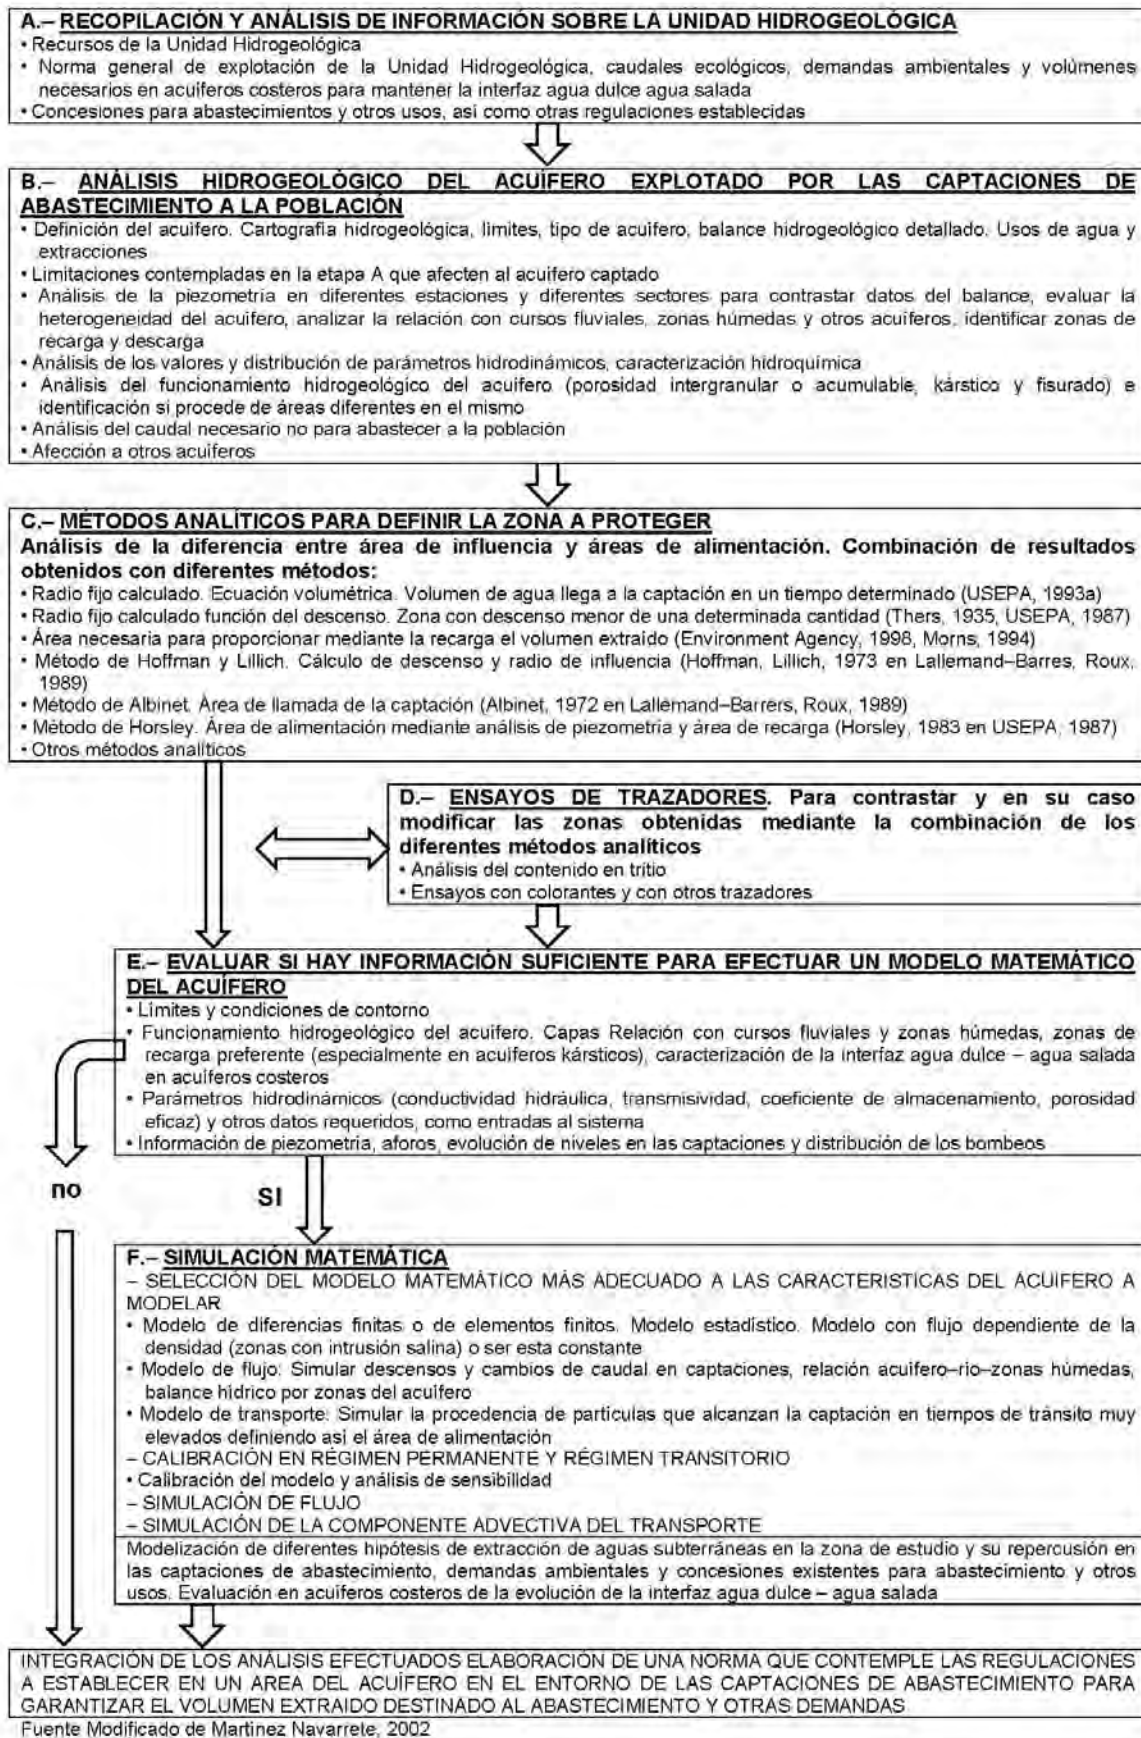 A.– RECOPILACIÓN Y ANÁLISIS DE INFORMACIÓN SOBRE LA UNIDAD HIDROGEOLÓGICA
• Recursos de la Unidad Hidrogeológica
• Norma general de explotación de la Unidad Hidrogeológica, caudales ecológicos, demandas ambientales y volúmenes
necesarios en acuíferos costeros para mantener la interfaz agua dulce agua salada
• Concesiones para abastecimientos y otros usos, así como otras regulaciones establecidas
B.– ANÁLISIS HIDROGEOLÓGICO DEL ACUÍFERO EXPLOTADO POR LAS CAPTACIONES DE
ABASTECIMIENTO A LA POBLACIÓN
• Definición del acuífero. Cartografía hidrogeológica, límites, tipo de acuífero, balance hidrogeológico detallado. Usos de agua y
extracciones
• Limitaciones contempladas en la etapa A que afecten al acuífero captado
• Análisis de la piezometría en diferentes estaciones y diferentes sectores para contrastar datos del balance, evaluar la
heterogeneidad del acuífero, analizar la relación con cursos fluviales, zonas húmedas y otros acuíferos, identificar zonas de
recarga y descarga
• Análisis de los valores y distribución de parámetros hidrodinámicos, caracterización hidroquímica
• Análisis del funcionamiento hidrogeológico del acuífero (porosidad intergranular o acumulable, kárstico y fisurado) e
identificación si procede de áreas diferentes en el mismo
• Análisis del caudal necesario no para abastecer a la población
• Afección a otros acuíferos
C.– MÉTODOS ANALÍTICOS PARA DEFINIR LA ZONA A PROTEGER
Análisis de la diferencia entre área de influencia y áreas de alimentación. Combinación de resultados
obtenidos con diferentes métodos:
• Radio fijo calculado. Ecuación volumétrica. Volumen de agua llega a la captación en un tiempo determinado (USEPA, 1993a)
• Radio fijo calculado función del descenso. Zona con descenso menor de una determinada cantidad (Thers, 1935, USEPA, 1987)
• Área necesaria para proporcionar mediante la recarga el volumen extraído (Environment Agency, 1998, Morns, 1994)
• Método de Hoffman y Lillich. Cálculo de descenso y radio de influencia (Hoffman, Lillich, 1973 en Lallemand–Barres, Roux,
1989)
• Método de Albinet. Área de llamada de la captación (Albinet, 1972 en Lallemand–Barrers, Roux, 1989)
• Método de Horsley. Área de alimentación mediante análisis de piezometría y área de recarga (Horsley, 1983 en USEPA, 1987)
• Otros métodos analíticos
D.– ENSAYOS DE TRAZADORES. Para contrastar y en su caso
modificar las zonas obtenidas mediante la combinación de los
diferentes métodos analíticos
• Análisis del contenido en tritio
• Ensayos con colorantes y con otros trazadores
E.– EVALUAR SI HAY INFORMACIÓN SUFICIENTE PARA EFECTUAR UN MODELO MATEMÁTICO
DEL ACUÍFERO
• Límites y condiciones de contorno
• Funcionamiento hidrogeológico del acuífero. Capas Relación con cursos fluviales y zonas húmedas, zonas de
recarga preferente (especialmente en acuíferos kársticos), caracterización de la interfaz agua dulce – agua salada
en acuíferos costeros
• Parámetros hidrodinámicos (conductividad hidráulica, transmisividad, coeficiente de almacenamiento, porosidad
eficaz) y otros datos requeridos, como entradas al sistema
• Información de piezometría, aforos, evolución de niveles en las captaciones y distribución de los bombeos
no
SI
F.– SIMULACIÓN MATEMÁTICA
– SELECCIÓN DEL MODELO MATEMÁTICO MÁS ADECUADO A LAS CARACTERISTICAS DEL ACUIFERO A
MODELAR
• Modelo de diferencias finitas o de elementos finitos. Modelo estadístico. Modelo con flujo dependiente de la
densidad (zonas con intrusión salina) o ser esta constante
• Modelo de flujo: Simular descensos y cambios de caudal en captaciones, relación acuífero–río–zonas húmedas,
balance hídrico por zonas del acuífero
• Modelo de transporte: Simular la procedencia de partículas que alcanzan la captación en tiempos de tránsito muy
elevados definiendo así el área de alimentación
– CALIBRACIÓN EN RÉGIMEN PERMANENTE Y RÉGIMEN TRANSITORIO
• Calibración del modelo y análisis de sensibilidad
– SIMULACIÓN DE FLUJO
– SIMULACIÓN DE LA COMPONENTE ADVECTIVA DEL TRANSPORTE
Modelización de diferentes hipótesis de extracción de aguas subterráneas en la zona de estudio y su repercusión en
las captaciones de abastecimiento, demandas ambientales y concesiones existentes para abastecimiento y otros
usos. Evaluación en acuíferos costeros de la evolución de la interfaz agua dulce – agua salada
INTEGRACIÓN DE LOS ANÁLISIS EFECTUADOS ELABORACIÓN DE UNA NORMA QUE CONTEMPLE LAS REGULACIONES
A ESTABLECER EN UN AREA DEL ACUÍFERO EN EL ENTORNO DE LAS CAPTACIONES DE ABASTECIMIENTO PARA
GARANTIZAR EL VOLUMEN EXTRAIDO DESTINADO AL ABASTECIMIENTO Y OTRAS DEMANDAS
Fuente Modificado de Martinez Navarrete, 2002